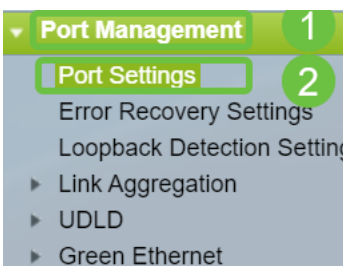 Port Management 1
Port Settings 2
Error Recovery Settings
Loopback Detection Setting
Link Aggregation
UDLD
Green Ethernet